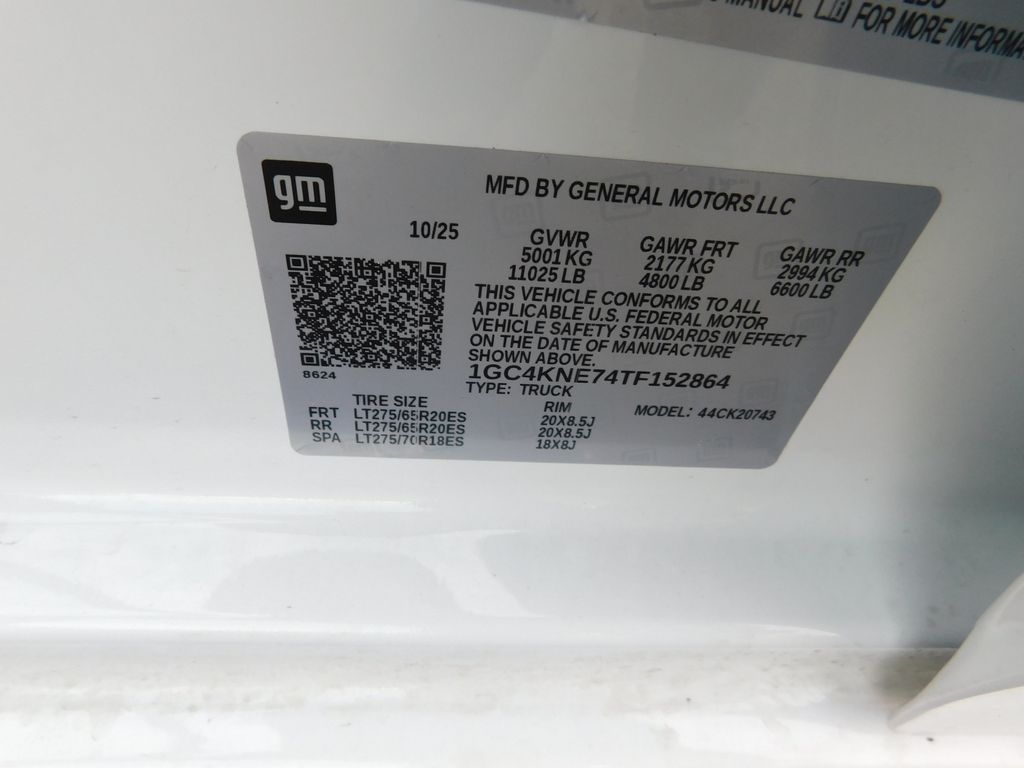 MANUAL FOR MORE INFORMA
gm
MFD BY GENERAL MOTORS LLC
10/25
GVWR GAWR FRT GAWR RR
5001 KG 2177 KG 2994 KG
11025 LB 4800 LB 6600 LB
THIS VEHICLE CONFORMS TO ALL
APPLICABLE U.S. FEDERAL MOTOR
VEHICLE SAFETY STANDARDS IN EFFECT
ON THE DATE OF MANUFACTURE
SHOWN ABOVE.
8624
1GC4KNE74TF152864
TYPE: TRUCK
TIRE SIZE RIM MODEL: 44CK20743
FRT LT275/65R20ES 20X8.5J
RR LT275/65R20ES 20X8.5J
SPA LT275/70R18ES 18X8J